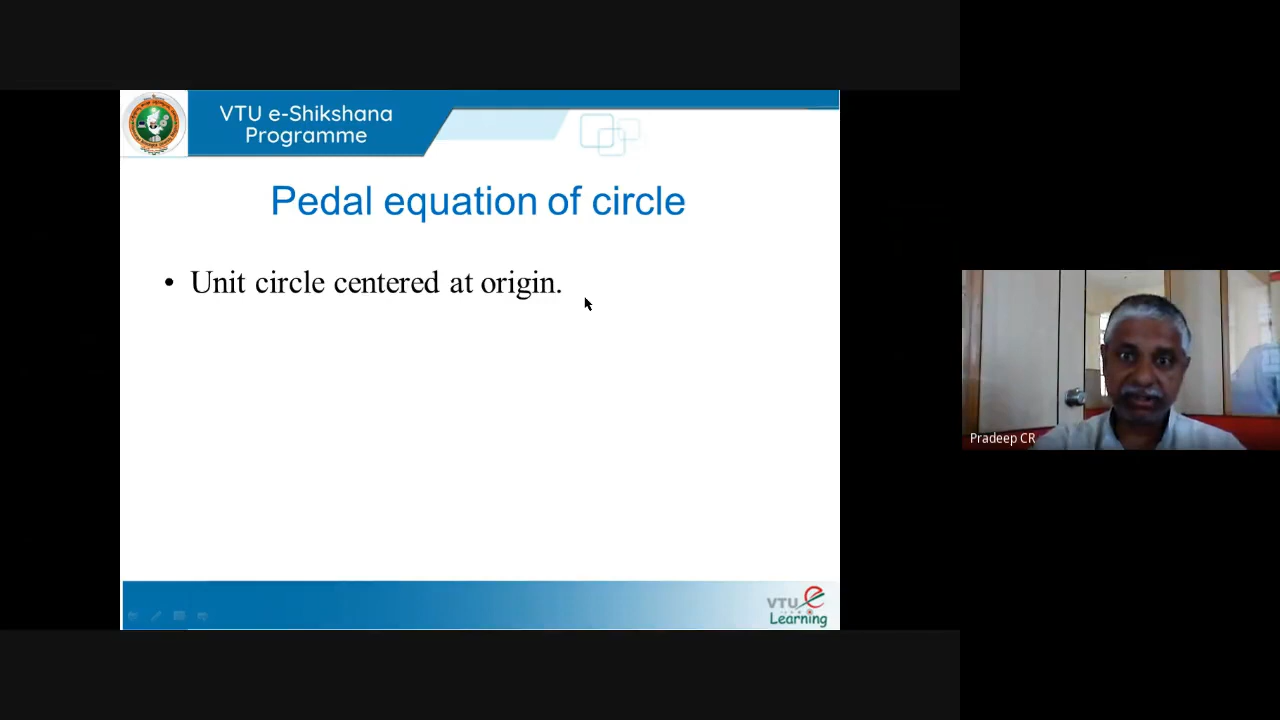 VTU e-Shikshana
Programme
Pedal equation of circle
• Unit circle centered at origin.
Pradeep CR
VTU e
Learning